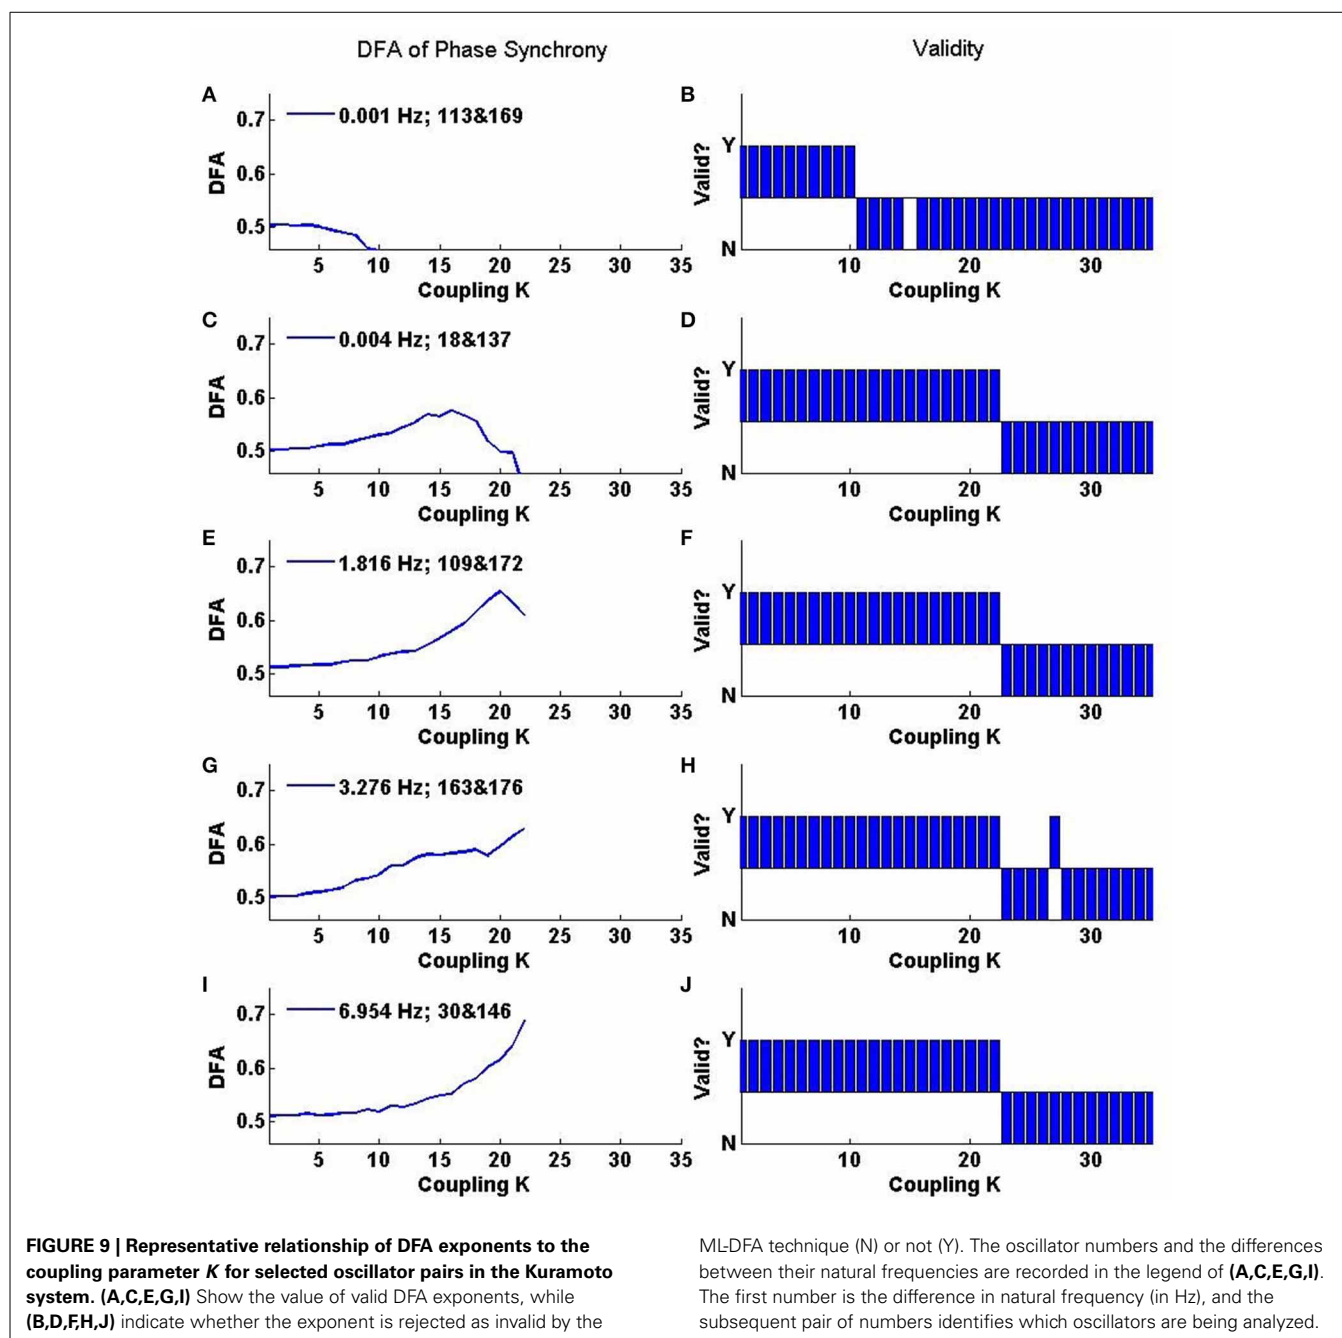 DFA of Phase Synchrony
Validity
A
0.7
0.6
0.5
DFA
0.001 Hz; 113&169
5 10 15 20 25 30 35
Coupling K
B
Y
N
Valid?
10 20 30
Coupling K
C
0.7
0.6
0.5
DFA
0.004 Hz; 18&137
5 10 15 20 25 30 35
Coupling K
D
Y
N
Valid?
10 20 30
Coupling K
E
0.7
0.6
0.5
DFA
1.816 Hz; 109&172
5 10 15 20 25 30 35
Coupling K
F
Y
N
Valid?
10 20 30
Coupling K
G
0.7
0.6
0.5
DFA
3.276 Hz; 163&176
5 10 15 20 25 30 35
Coupling K
H
Y
N
Valid?
10 20 30
Coupling K
I
0.7
0.6
0.5
DFA
6.954 Hz; 30&146
5 10 15 20 25 30 35
Coupling K
J
Y
N
Valid?
10 20 30
Coupling K
FIGURE 9 | Representative relationship of DFA exponents to the
coupling parameter K for selected oscillator pairs in the Kuramoto
system. (A,C,E,G,I) Show the value of valid DFA exponents, while
(B,D,F,H,J) indicate whether the exponent is rejected as invalid by the
ML-DFA technique (N) or not (Y). The oscillator numbers and the differences
between their natural frequencies are recorded in the legend of (A,C,E,G,I).
The first number is the difference in natural frequency (in Hz), and the
subsequent pair of numbers identifies which oscillators are being analyzed.